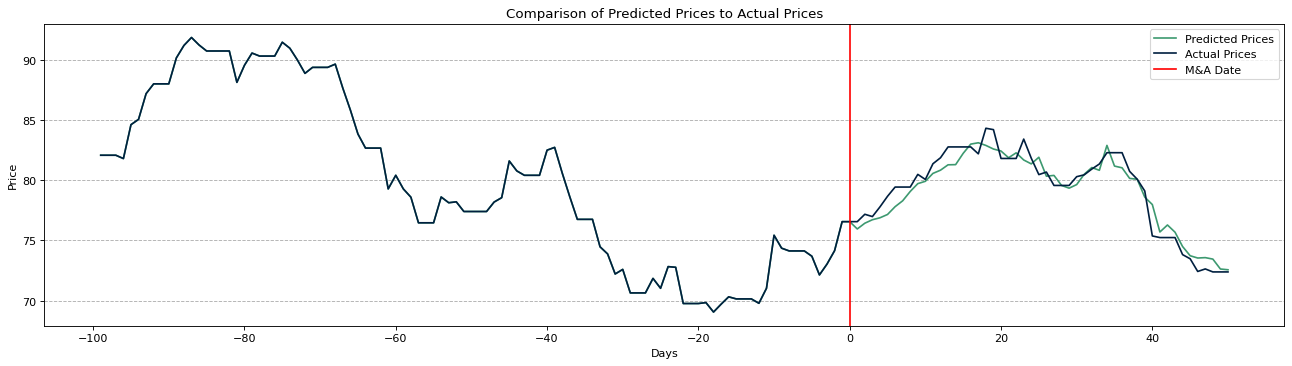 Comparison of Predicted Prices to Actual Prices
Predicted Prices
Actual Prices
M&A Date
Price
90
85
80
75
70
−100
−80
−60
−40
−20
0
20
40
Days